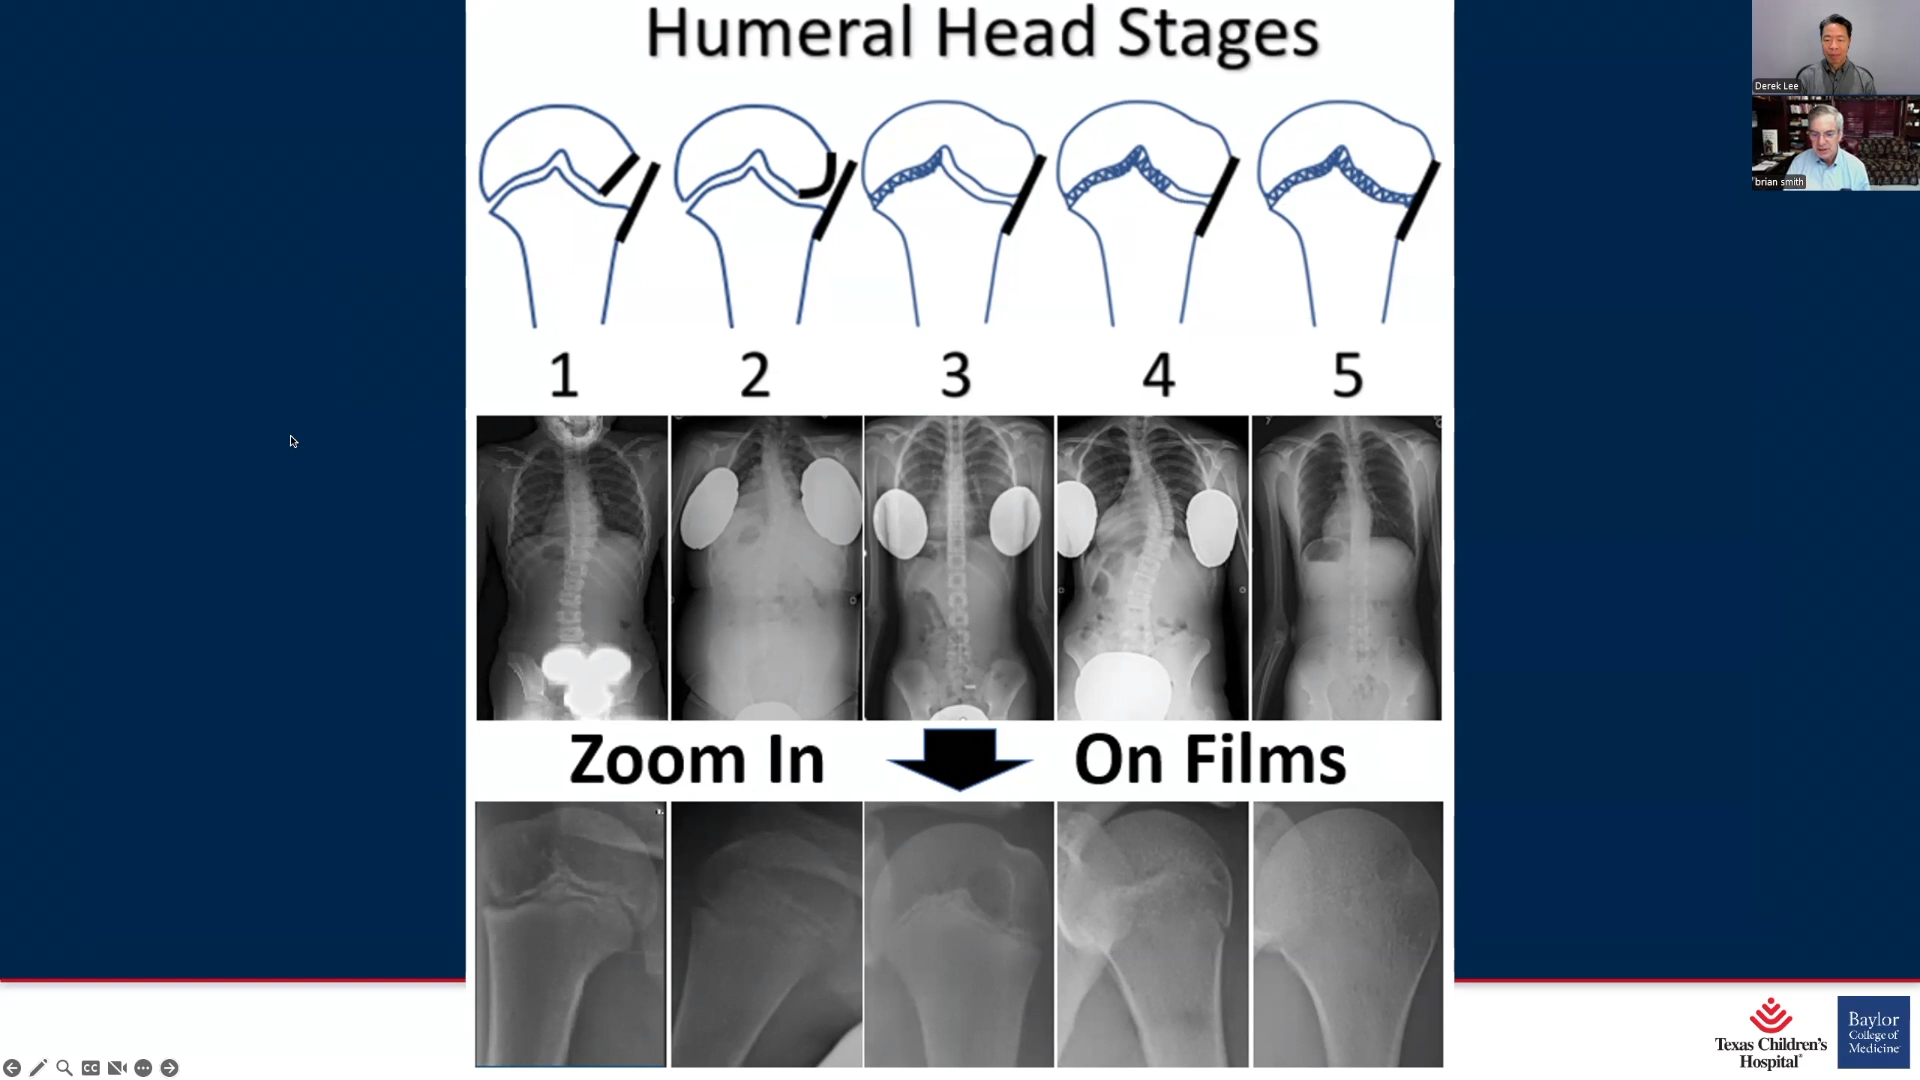 Humeral Head Stages
1 2 3 4 5
Zoom In On Films
Derek Lee
brian smith
Texas Children's
Hospital®
Baylor
College of
Medicine
CC